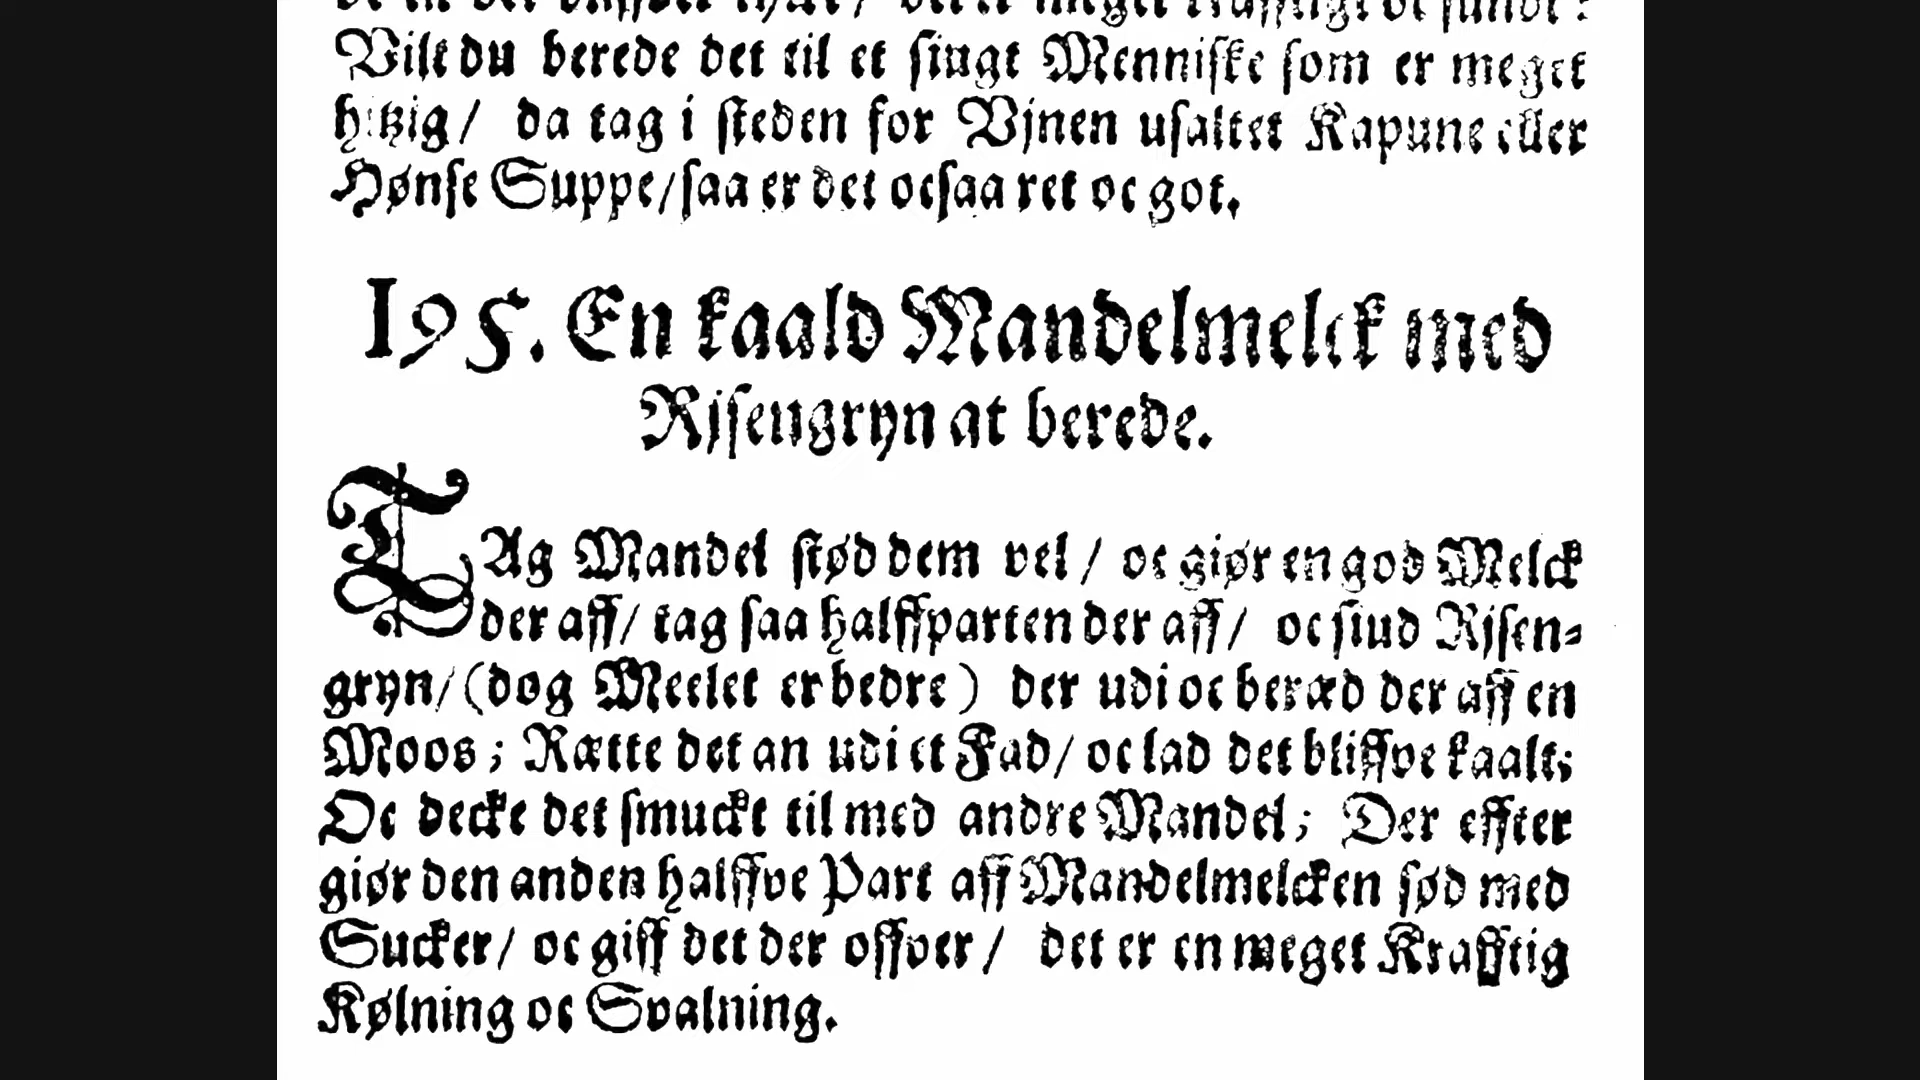 Vilt du berede det til et siugt Menniske som er meget
hitzig / da tag i steden for Vjnen usaltet Kapune eller
Hønse Suppe / saa er det ocsaa ret oc got.
195. En kaald Mandelmelck med
Rjsengryn at berede.
TAg Mandel stød dem vel / oc giør en god Melck
der aff / tag saa halffparten der aff / oc siud Rjsen-
gryn / (dog Meelet er bedre) der udi oc beræd der aff en
Moos; Rætte det an udi et Fad / oc lad det bliffve kaalt;
Oc decke det smuckt til med andre Mandel; Der effter
giør den anden halffve Part aff Mandelmelcken sød med
Sucker / oc giff det der offver / det er en meget Krafftig
Kølning oc Svalning.